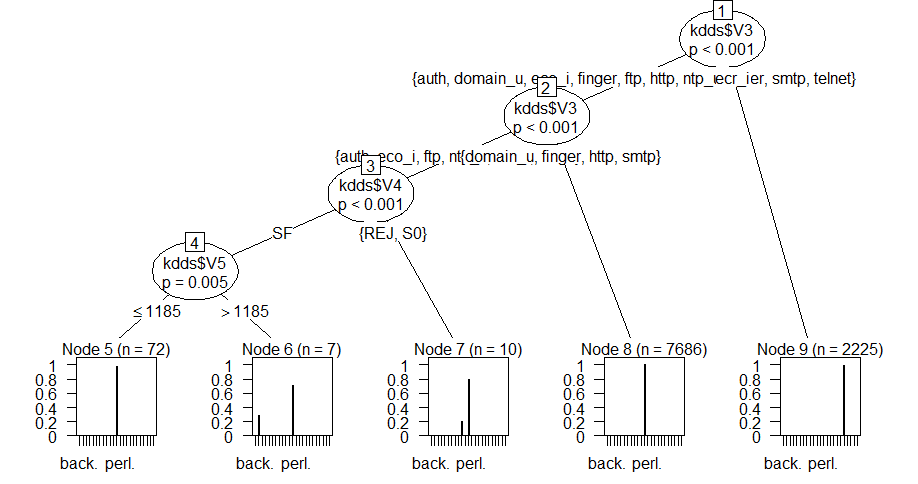 1
kdds$V3
p < 0.001
{auth, domain_u, eco_i, finger, ftp, http, ntp_ ecr_i er, smtp, telnet}
2
kdds$V3
p < 0.001
{auth, eco_i, ftp, nt {domain_u, finger, http, smtp}
3
kdds$V4
p < 0.001
SF {REJ, S0}
4
kdds$V5
p = 0.005
≤ 1185 > 1185
Node 5 (n = 72) Node 6 (n = 7) Node 7 (n = 10) Node 8 (n = 7686) Node 9 (n = 2225)
1 1 1 1 1
0.8 0.8 0.8 0.8 0.8
0.6 0.6 0.6 0.6 0.6
0.4 0.4 0.4 0.4 0.4
0.2 0.2 0.2 0.2 0.2
0 0 0 0 0
back. perl. back. perl. back. perl. back. perl. back. perl.